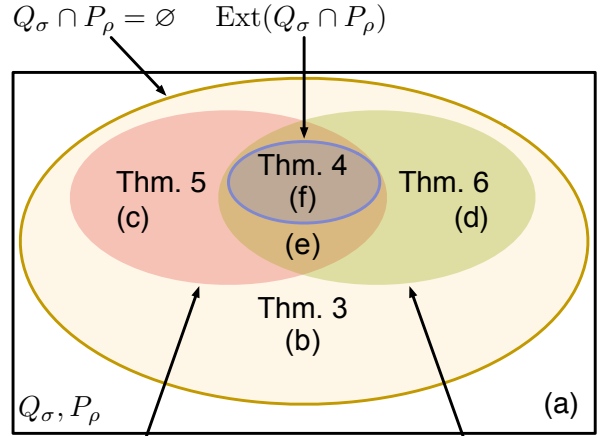 Q_σ ∩ P_ρ = ∅
Ext(Q_σ ∩ P_ρ)
Thm. 5
(c)
Thm. 4
(f)
Thm. 6
(d)
(e)
Thm. 3
(b)
Q_σ, P_ρ
(a)